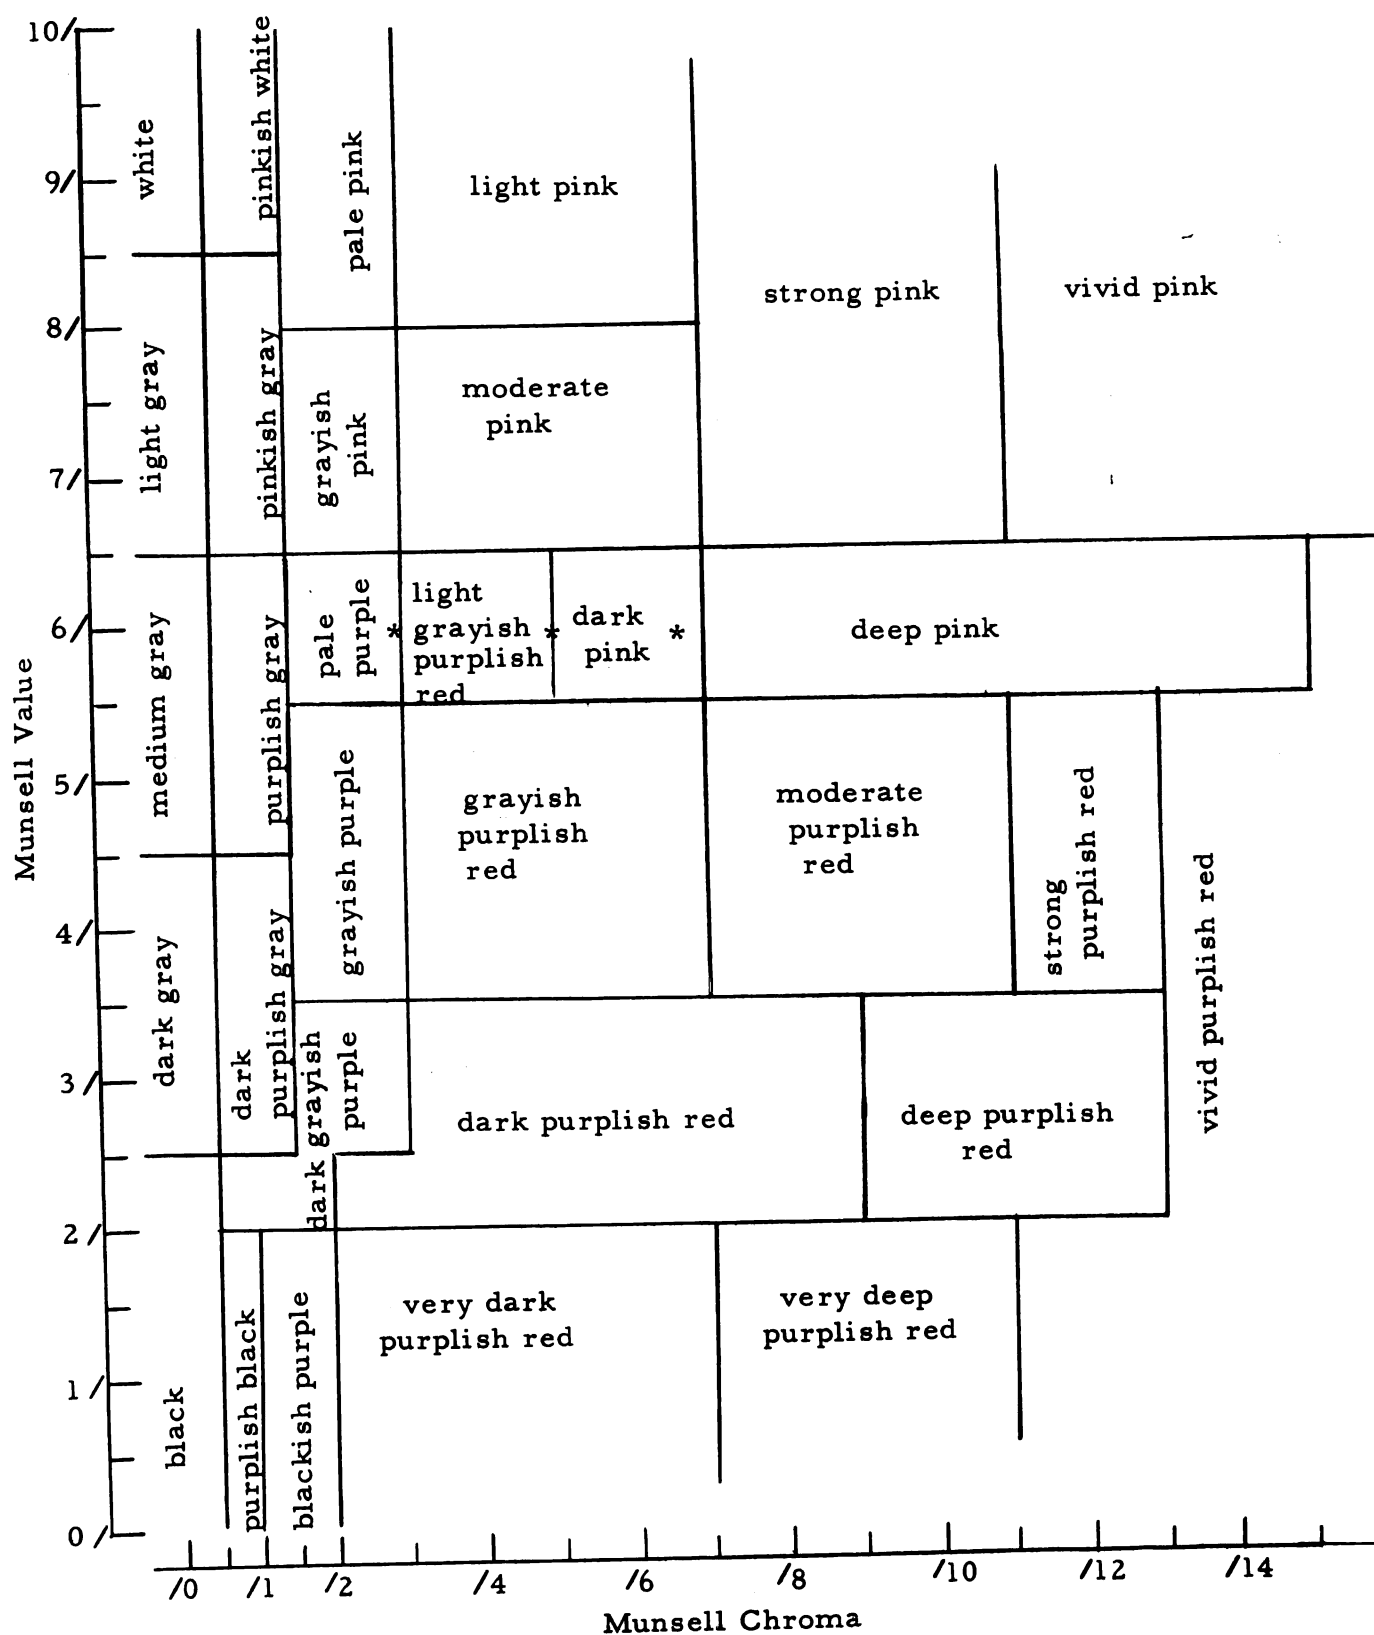 10/
9/
8/
7/
6/
5/
4/
3/
2/
1/
0/
Munsell Value
white
pinkish white
pale pink
light pink
strong pink
vivid pink
light gray
pinkish gray
grayish
pink
moderate
pink
medium gray
purplish gray
pale
purple
*
light
grayish *
purplish
red
dark
pink *
deep pink
grayish purple
grayish
purplish
red
moderate
purplish
red
strong
purplish red
vivid purplish red
dark gray
dark
purplish gray
dark grayish
purple
dark purplish red
deep purplish
red
black
purplish black
blackish purple
very dark
purplish red
very deep
purplish red
/0 /1 /2 /4 /6 /8 /10 /12 /14
Munsell Chroma